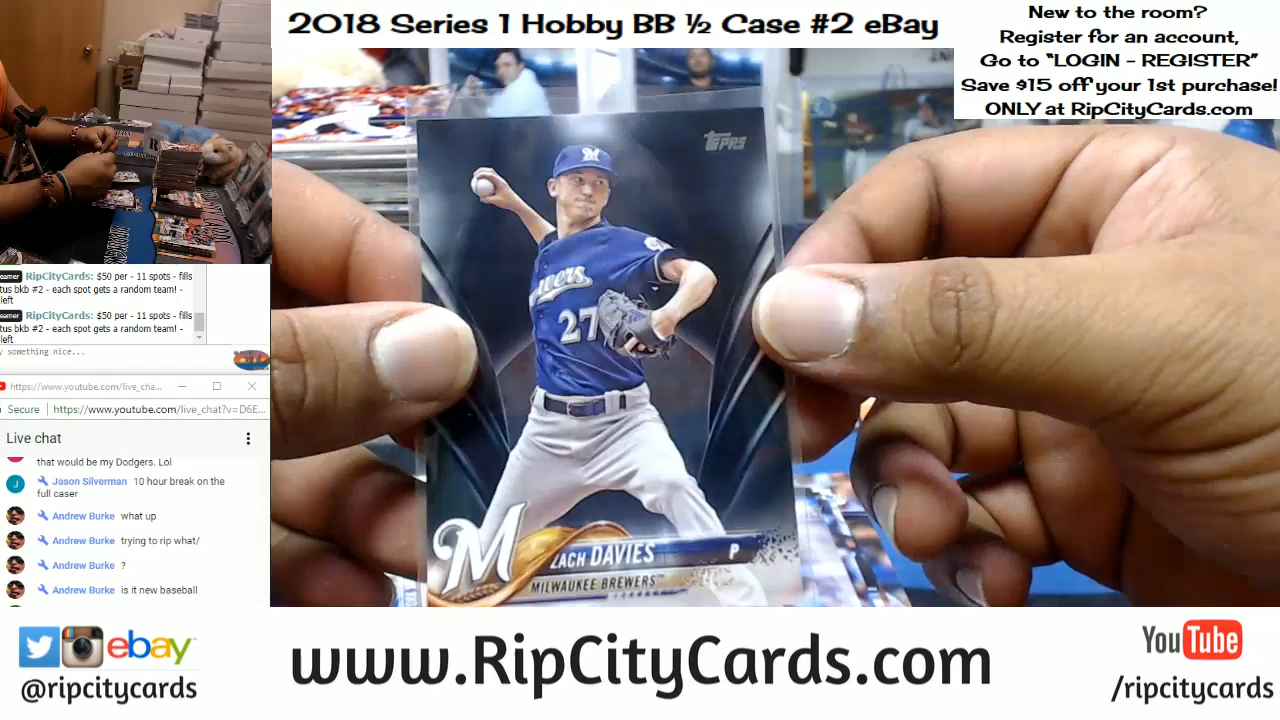 2018 Series 1 Hobby BB ½ Case #2 eBay
New to the room?
Register for an account,
Go to “LOGIN - REGISTER”
Save $15 off your 1st purchase!
ONLY at RipCityCards.com
TOPPS
M
27
M
ZACH DAVIES P
MILWAUKEE BREWERS™
eamer RipCityCards: $50 per - 11 spots - fills
tus bkb #2 - each spot gets a random team! -
left
eamer RipCityCards: $50 per - 11 spots - fills
tus bkb #2 - each spot gets a random team! -
left
y something nice...
https://www.youtube.com/live_cha...
Secure https://www.youtube.com/live_chat?v=D6E...
Live chat
that would be my Dodgers. Lol
J Jason Silverman 10 hour break on the
full caser
Andrew Burke what up
Andrew Burke trying to rip what/
Andrew Burke ?
Andrew Burke is it new baseball
ebay™
@ripcitycards
www.RipCityCards.com
YouTube
/ripcitycards